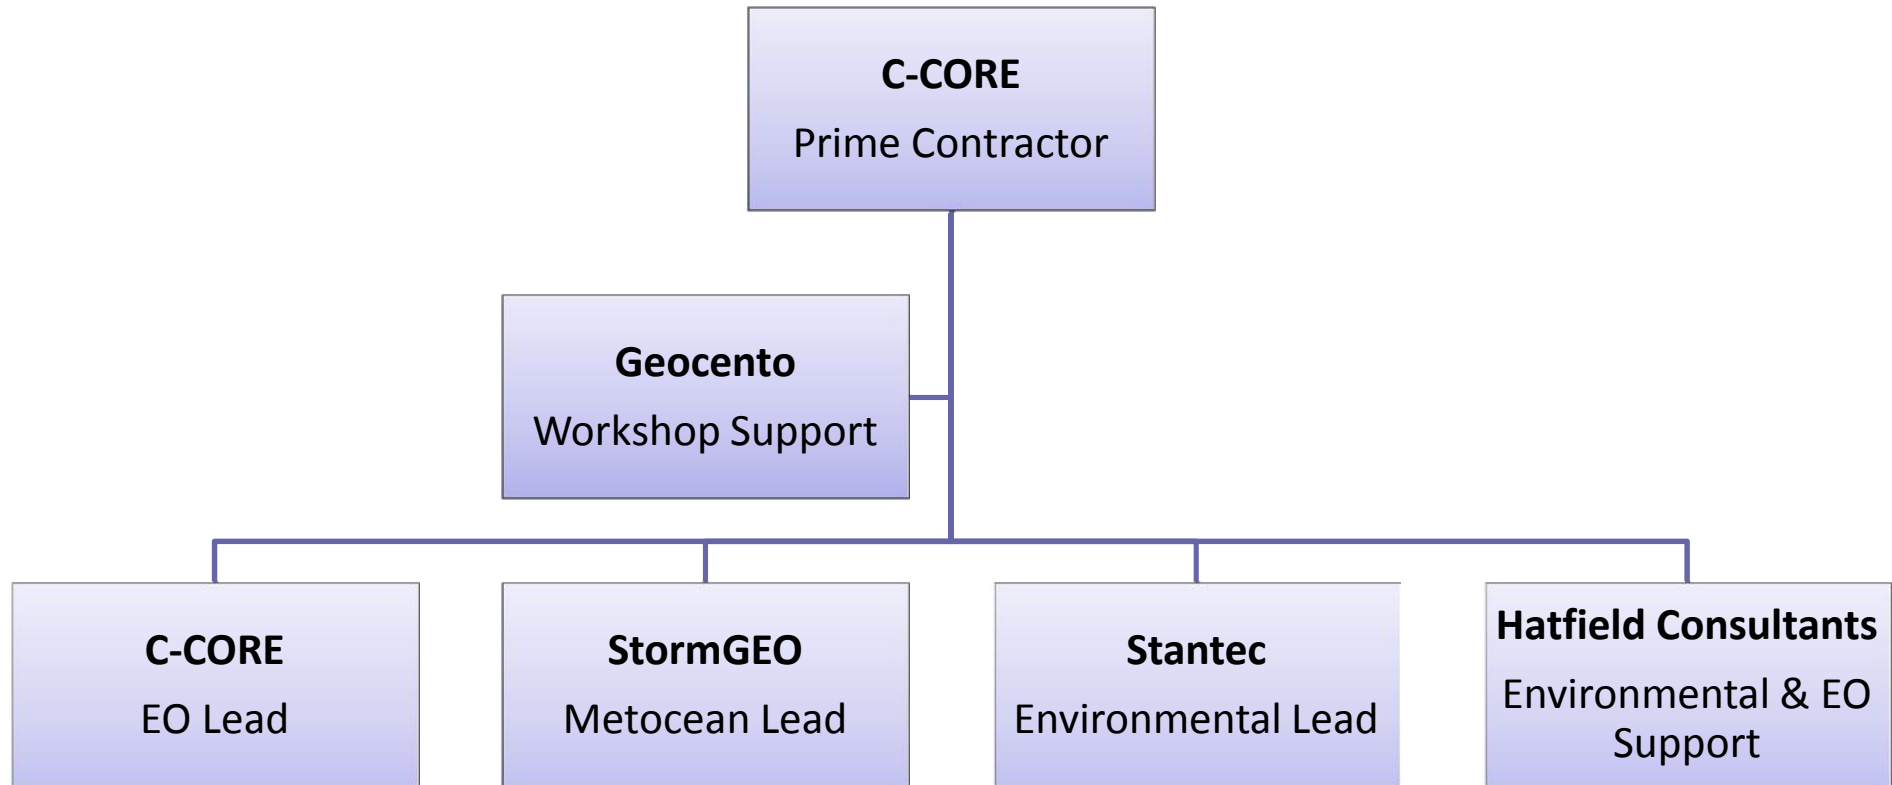 C-CORE
Prime Contractor
Geocento
Workshop Support
C-CORE
EO Lead
StormGEO
Metocean Lead
Stantec
Environmental Lead
Hatfield Consultants
Environmental & EO
Support